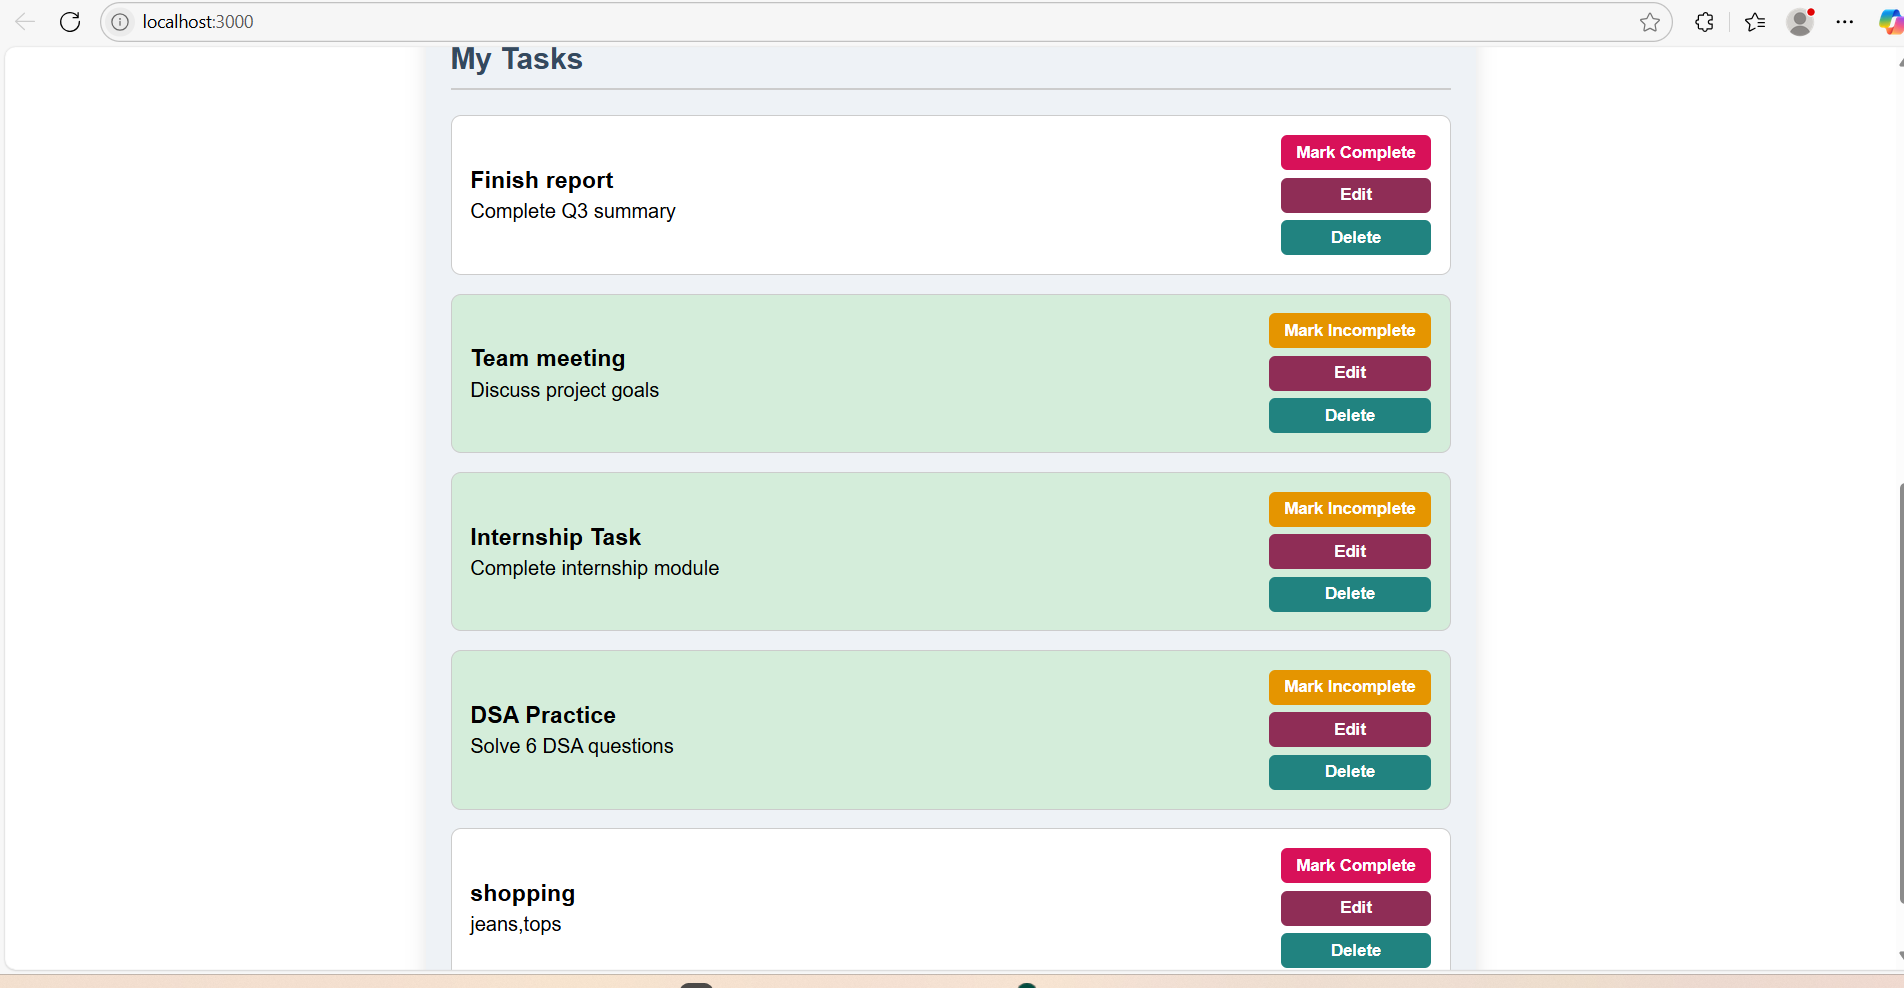 localhost:3000
My Tasks
Finish report
Complete Q3 summary
Mark Complete
Edit
Delete
Team meeting
Discuss project goals
Mark Incomplete
Edit
Delete
Internship Task
Complete internship module
Mark Incomplete
Edit
Delete
DSA Practice
Solve 6 DSA questions
Mark Incomplete
Edit
Delete
shopping
jeans,tops
Mark Complete
Edit
Delete